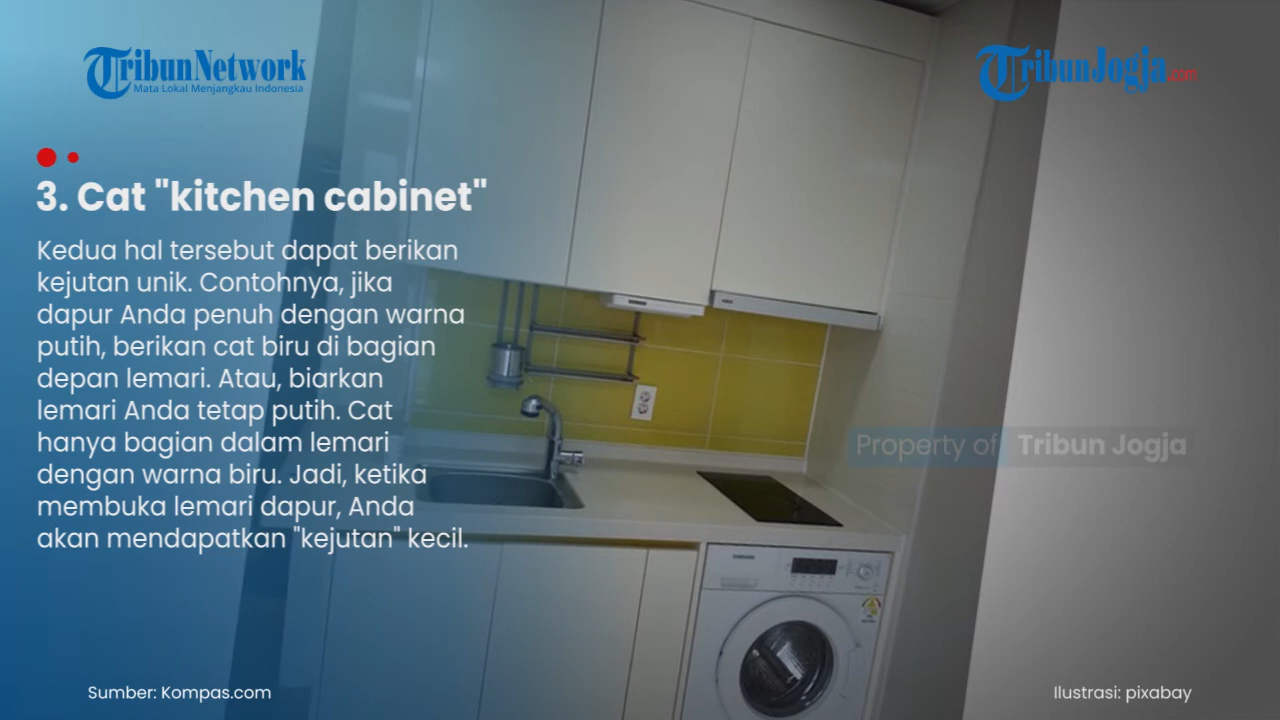 TribunNetwork
Mata Lokal Menjangkau Indonesia
TribunJogja.com
3. Cat "kitchen cabinet"
Kedua hal tersebut dapat berikan
kejutan unik. Contohnya, jika
dapur Anda penuh dengan warna
putih, berikan cat biru di bagian
depan lemari. Atau, biarkan
lemari Anda tetap putih. Cat
hanya bagian dalam lemari
dengan warna biru. Jadi, ketika
membuka lemari dapur, Anda
akan mendapatkan "kejutan" kecil.
Property of Tribun Jogja
SAMSUNG
Sumber: Kompas.com
Ilustrasi: pixabay